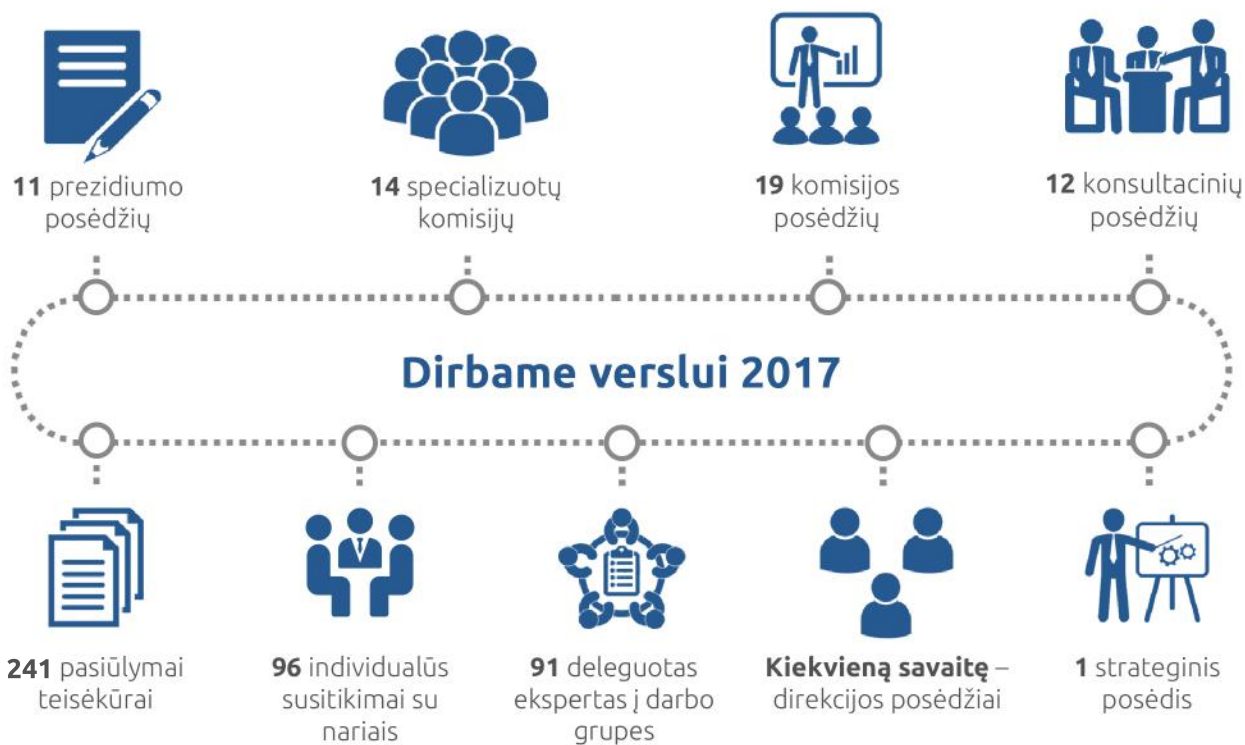 11 prezidiumo
posėdžių
14 specializuotų
komisijų
19 komisijos
posėdžių
12 konsultacinių
posėdžių
Dirbame verslui 2017
241 pasiūlymai
teisėkūrai
96 individualūs
susitikimai su
nariais
91 deleguotas
ekspertas į darbo
grupes
Kiekvieną savaitę –
direkcijos posėdžiai
1 strateginis
posėdis